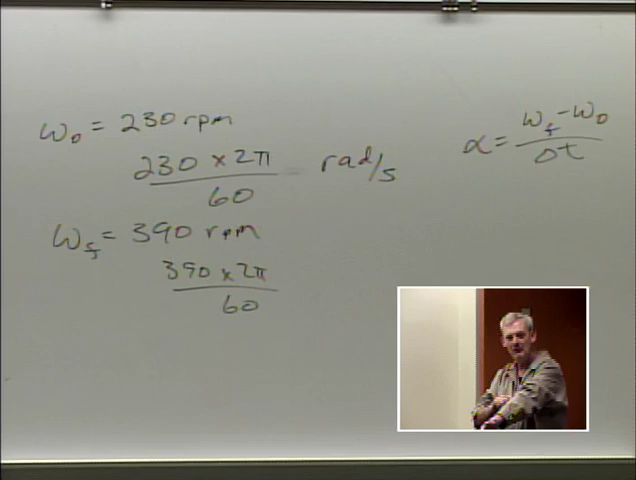 ω₀ = 230 rpm
230 × 2π rad/s
60
ω_f = 390 rpm
390 × 2π
60
α = ω_f - ω₀
Δt